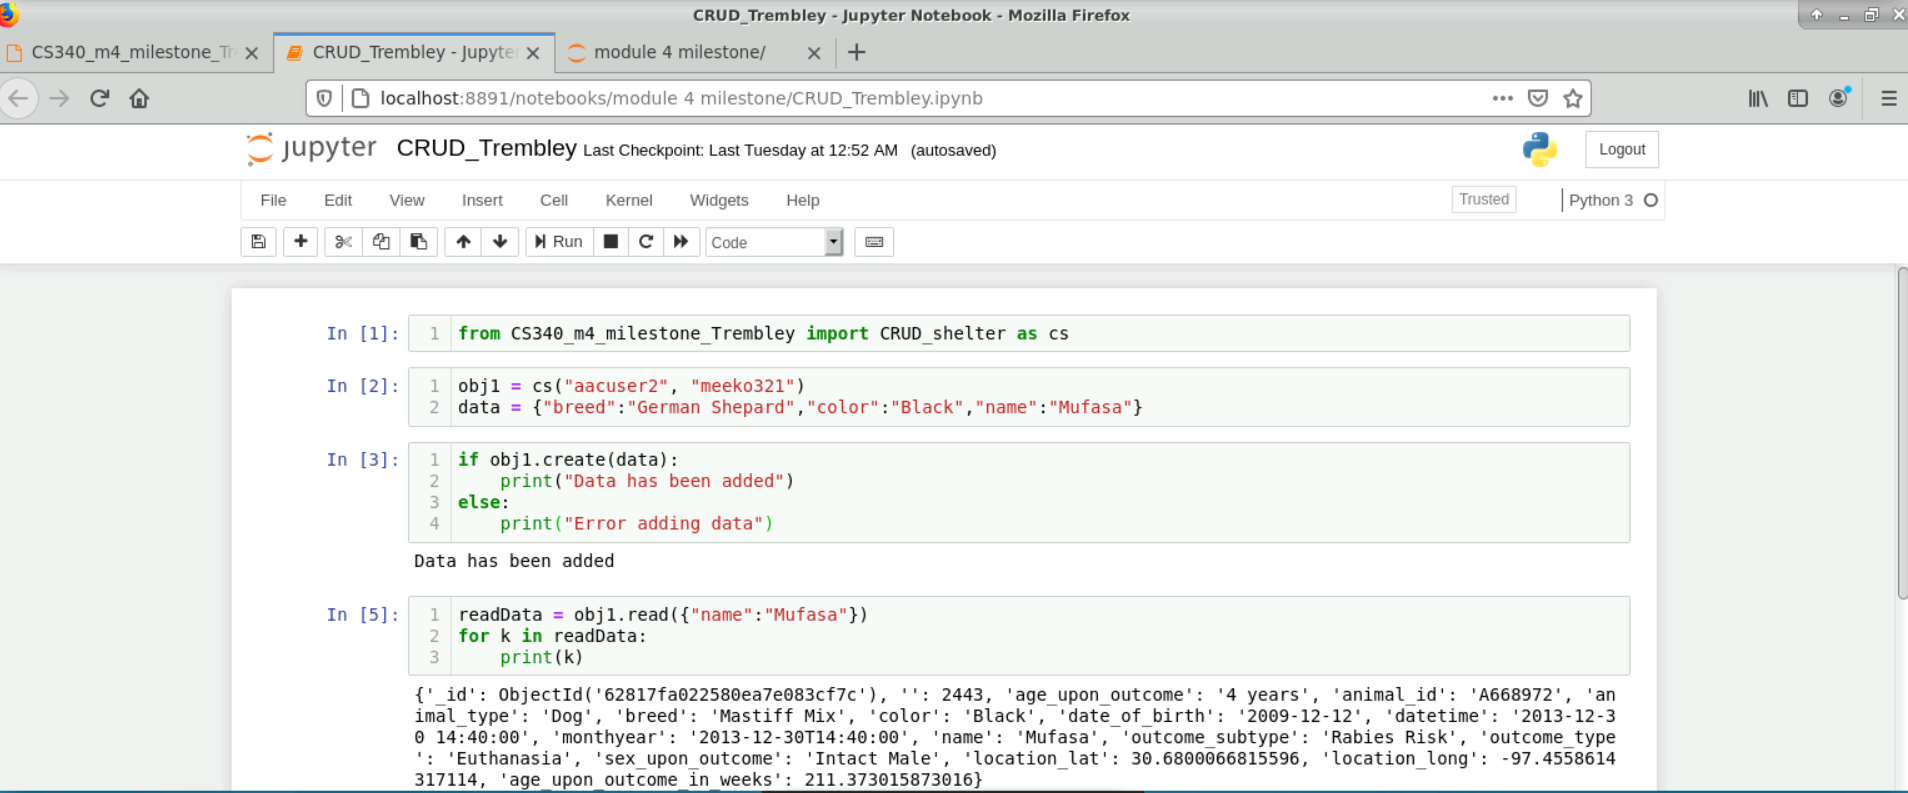 CRUD_Trembley - Jupyter Notebook - Mozilla Firefox
CS340_m4_milestone_Tr
CRUD_Trembley - Jupyte
module 4 milestone/
localhost:8891/notebooks/module 4 milestone/CRUD_Trembley.ipynb
jupyter CRUD_Trembley Last Checkpoint: Last Tuesday at 12:52 AM (autosaved)
Logout
File Edit View Insert Cell Kernel Widgets Help
Trusted
Python 3
Run
Code
In [1]:
1 from CS340_m4_milestone_Trembley import CRUD_shelter as cs
In [2]:
1 obj1 = cs("aacuser2", "meeko321")
2 data = {"breed":"German Shepard","color":"Black","name":"Mufasa"}
In [3]:
1 if obj1.create(data):
2     print("Data has been added")
3 else:
4     print("Error adding data")
Data has been added
In [5]:
1 readData = obj1.read({"name":"Mufasa"})
2 for k in readData:
3     print(k)
{'_id': ObjectId('62817fa022580ea7e083cf7c'), '': 2443, 'age_upon_outcome': '4 years', 'animal_id': 'A668972', 'an
imal_type': 'Dog', 'breed': 'Mastiff Mix', 'color': 'Black', 'date_of_birth': '2009-12-12', 'datetime': '2013-12-3
0 14:40:00', 'monthyear': '2013-12-30T14:40:00', 'name': 'Mufasa', 'outcome_subtype': 'Rabies Risk', 'outcome_type
': 'Euthanasia', 'sex_upon_outcome': 'Intact Male', 'location_lat': 30.6800066815596, 'location_long': -97.4558614
317114, 'age_upon_outcome_in_weeks': 211.373015873016}